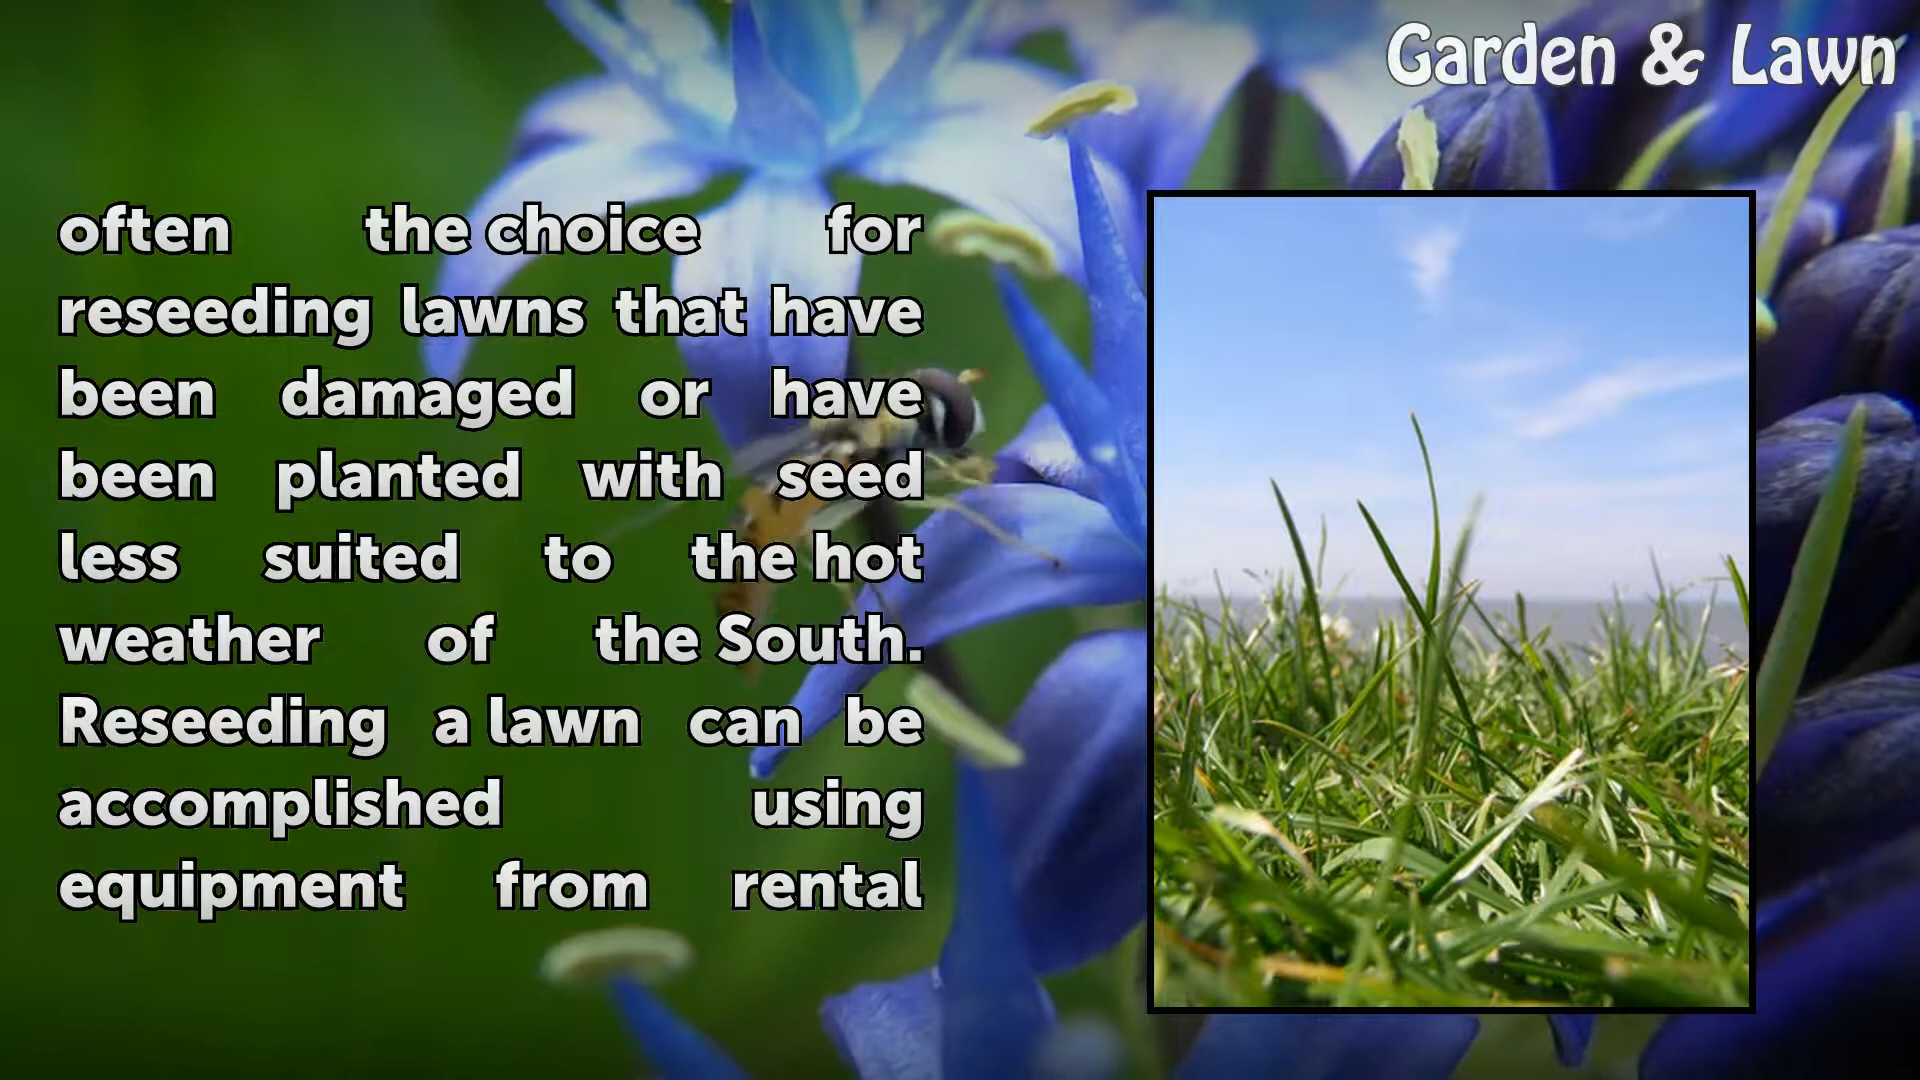 Garden & Lawn
often the choice for
reseeding lawns that have
been damaged or have
been planted with seed
less suited to the hot
weather of the South.
Reseeding a lawn can be
accomplished using
equipment from rental